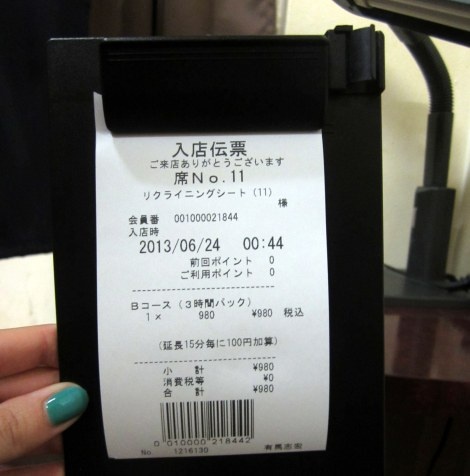 入店伝票
ご来店ありがとうございます
席No.11
リクライニングシート (11)
様
会員番 001000021844
入店時
2013/06/24 00:44
前回ポイント 0
ご利用ポイント 0
Bコース (3時間パック)
1× 980 ¥980 税込
(延長15分毎に100円加算)
小 計 ¥980
消費税等 ¥0
合 計 ¥980
0 010000 218442
No. 1216130